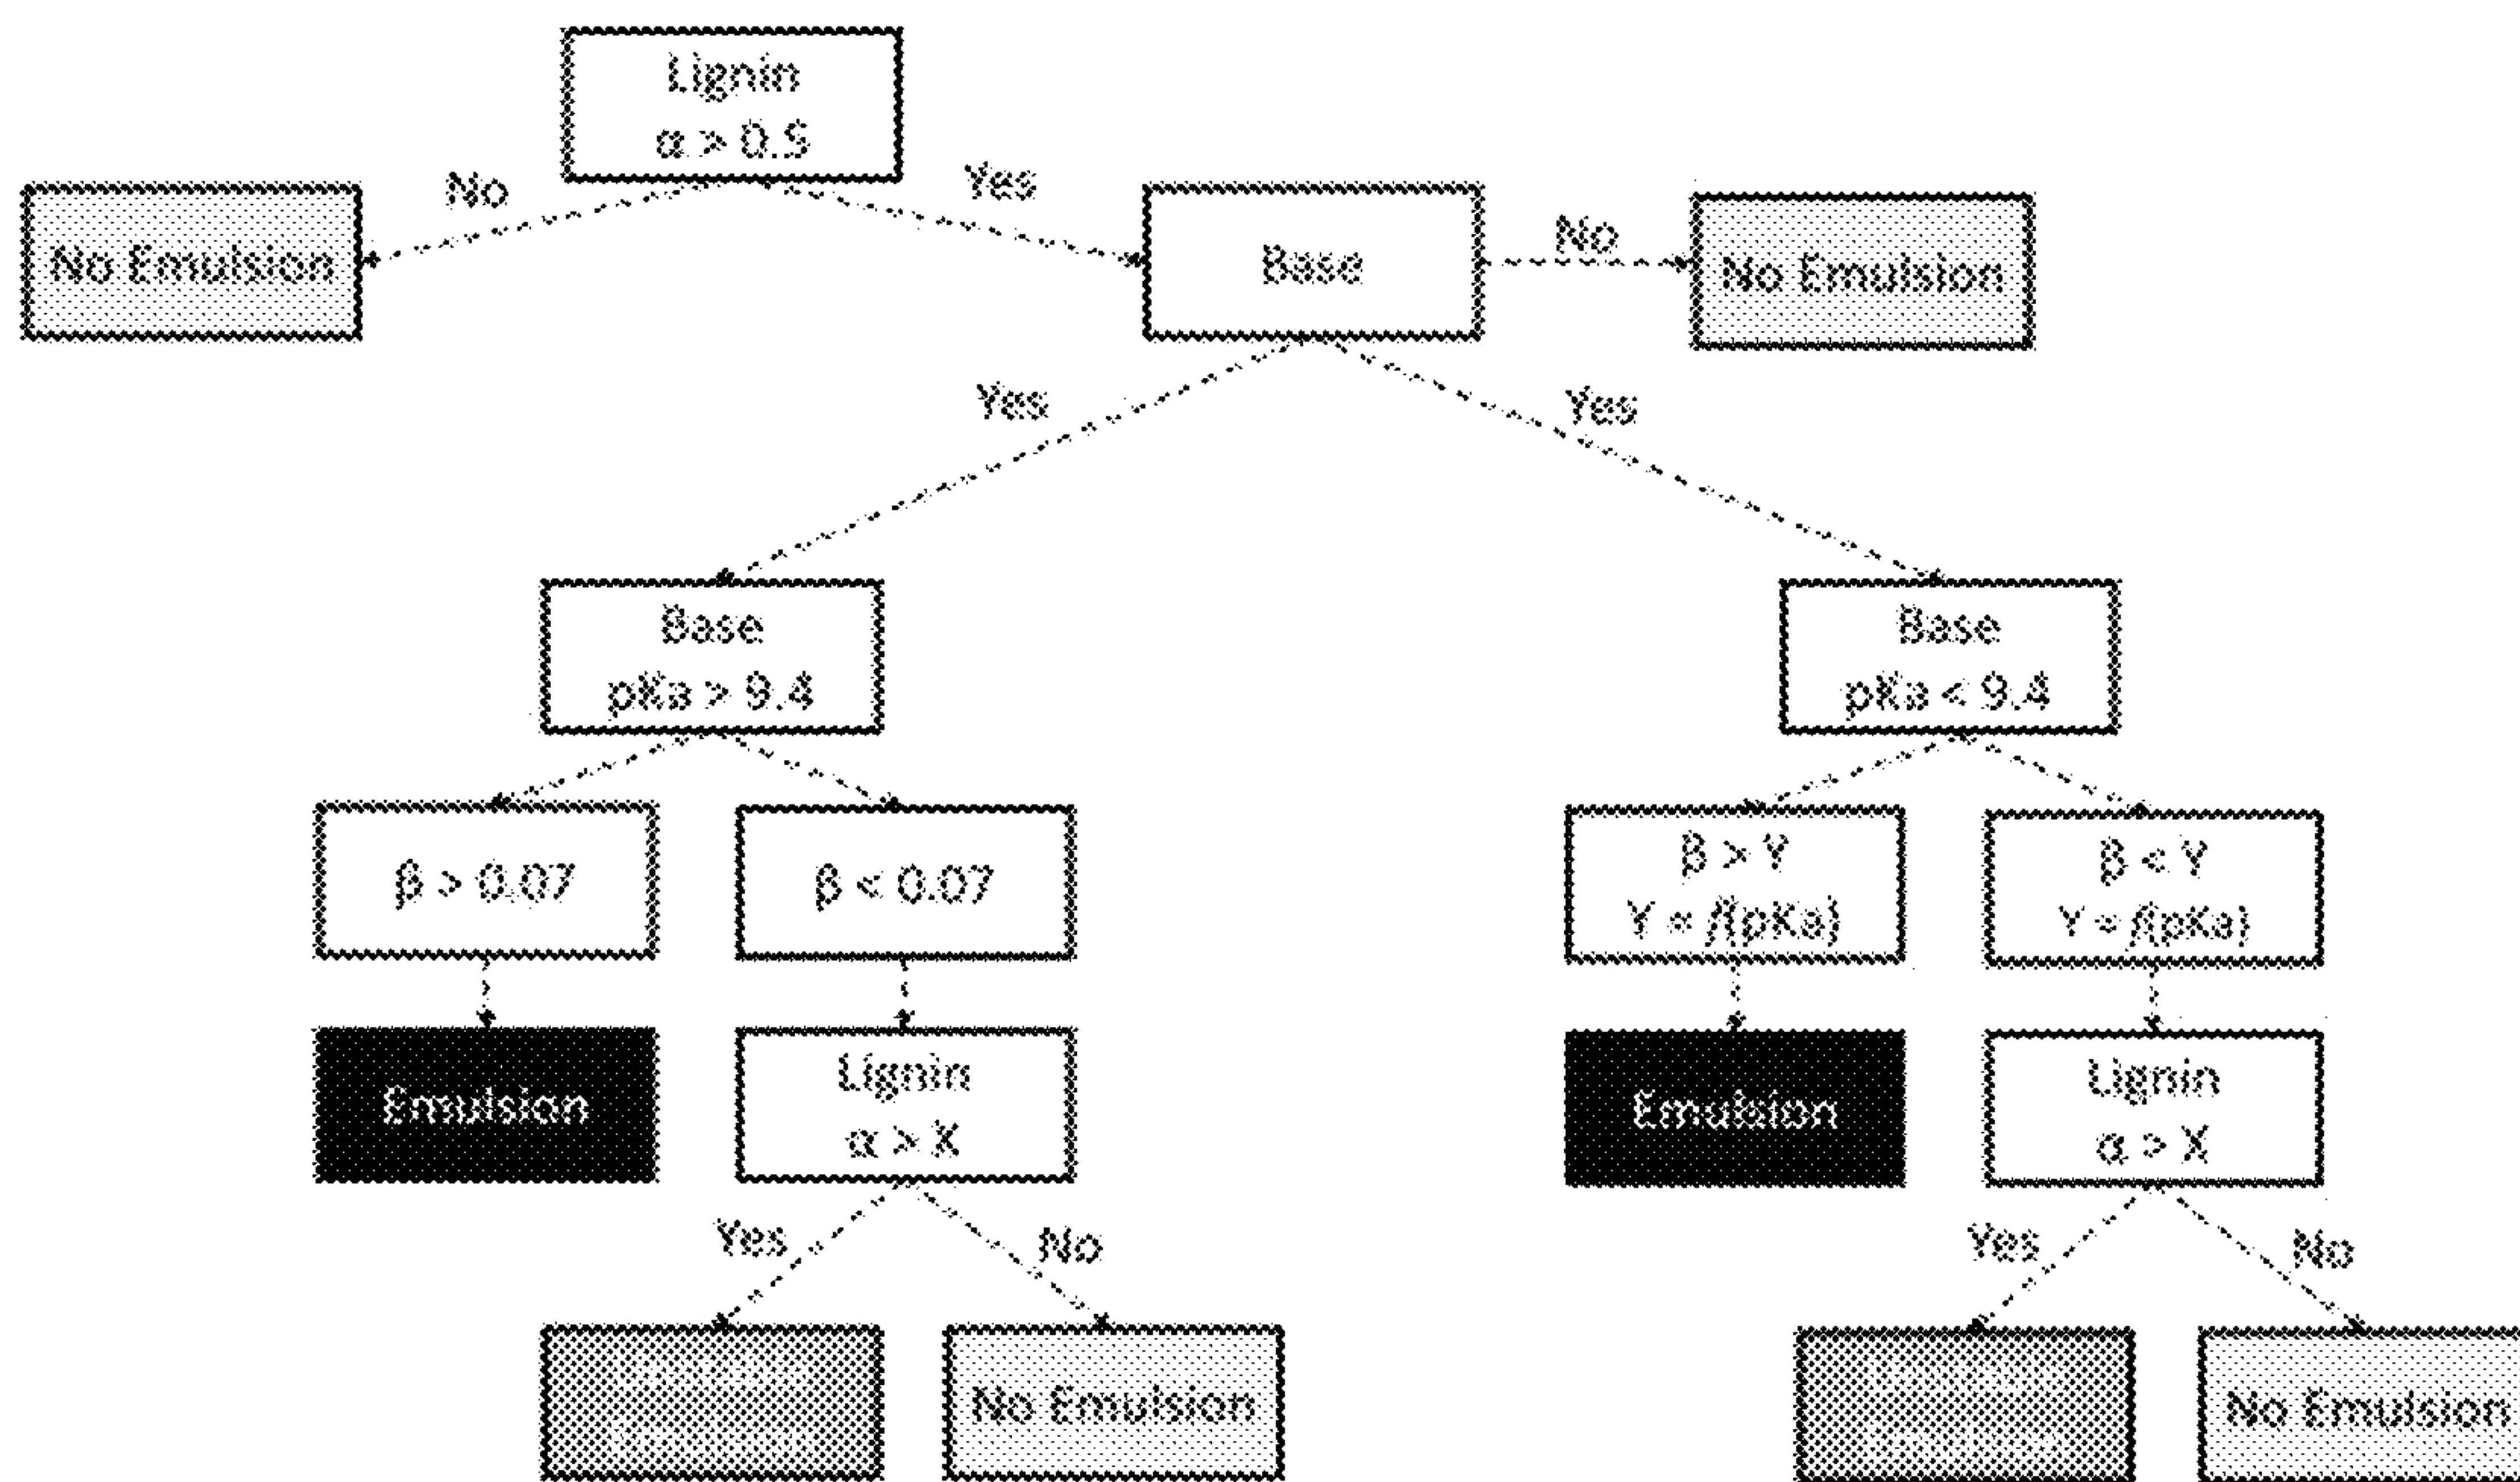 Lignin
α > 0.5
No
Yes
No Emulsion
Base
No
No Emulsion
Yes
Yes
Base
pKa > 9.4
Base
pKa < 9.4
β > 0.07
β < 0.07
β > Y
Y = f(pKa)
β < Y
Y = f(pKa)
Emulsion
Lignin
α > X
Emulsion
Lignin
α > X
Yes
No
Yes
No
No Emulsion
No Emulsion